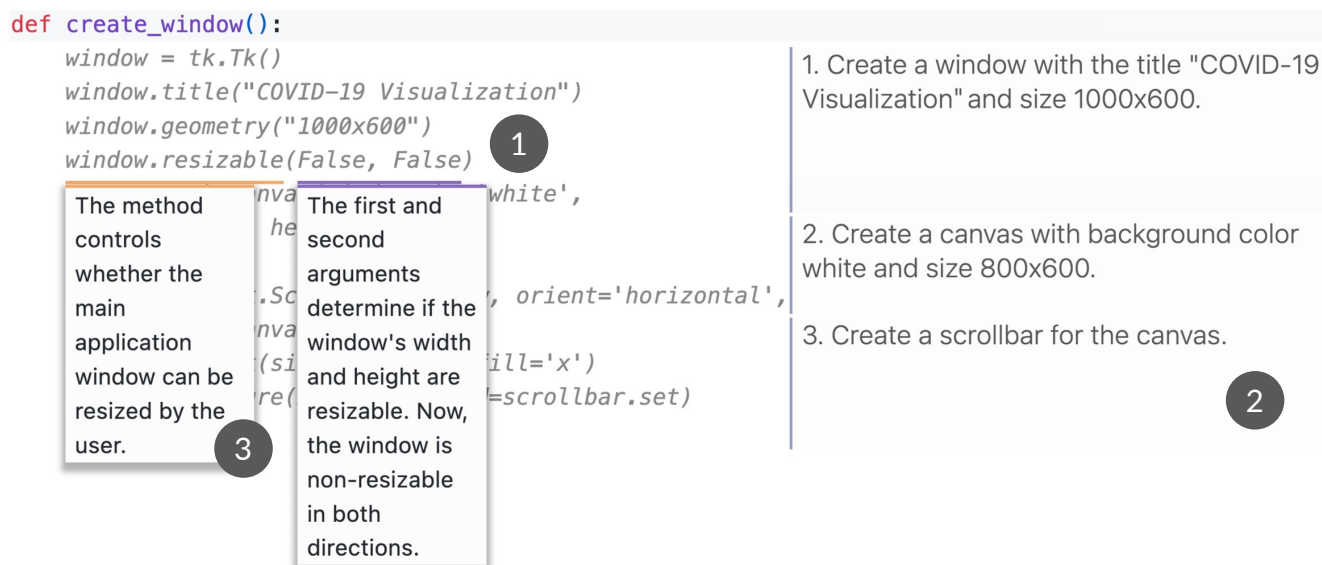 def create_window():
window = tk.Tk()
window.title("COVID-19 Visualization")
window.geometry("1000x600")
window.resizable(False, False)
1
white',
he
.Sc , orient='horizontal',
(si ill='x')
re( =scrollbar.set)
The method
controls
whether the
main
application
window can be
resized by the
user.
3
The first and
second
arguments
determine if the
window's width
and height are
resizable. Now,
the window is
non-resizable
in both
directions.
1. Create a window with the title "COVID-19
Visualization" and size 1000x600.
2. Create a canvas with background color
white and size 800x600.
3. Create a scrollbar for the canvas.
2